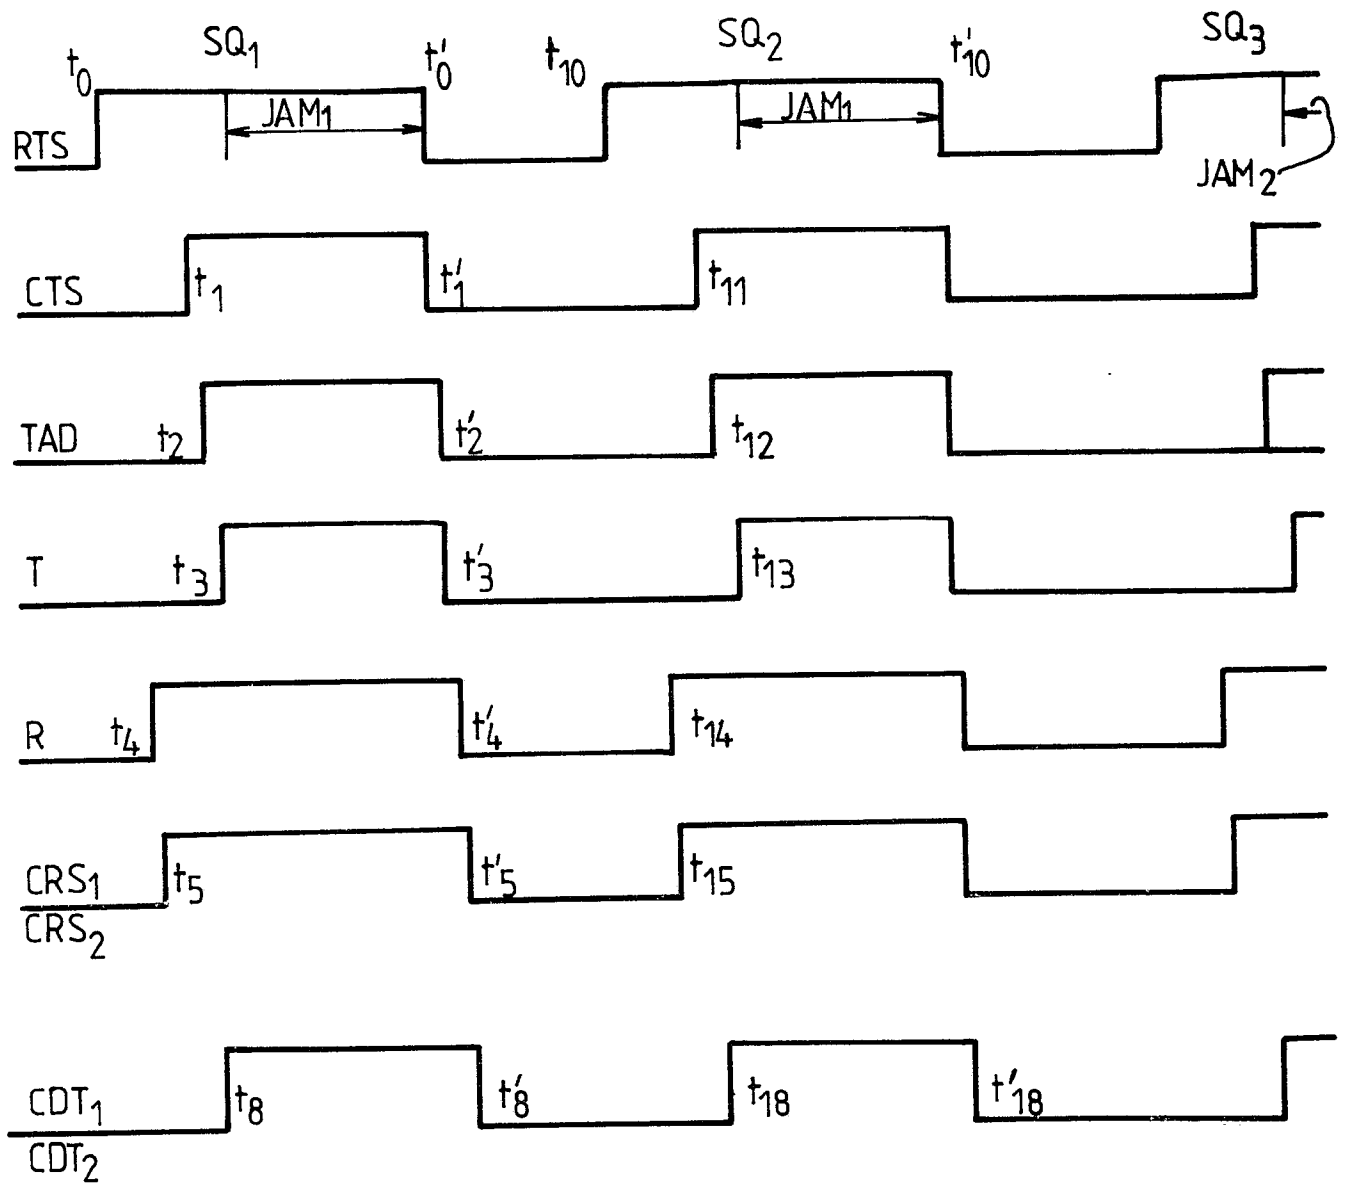 t0 SQ1 t'0 t10 SQ2 t'10 SQ3
RTS JAM1 JAM1 JAM2
CTS t1 t'1 t11
TAD t2 t'2 t12
T t3 t'3 t13
R t4 t'4 t14
CRS1 t5 t'5 t15
CRS2
CDT1 t8 t'8 t18 t'18
CDT2